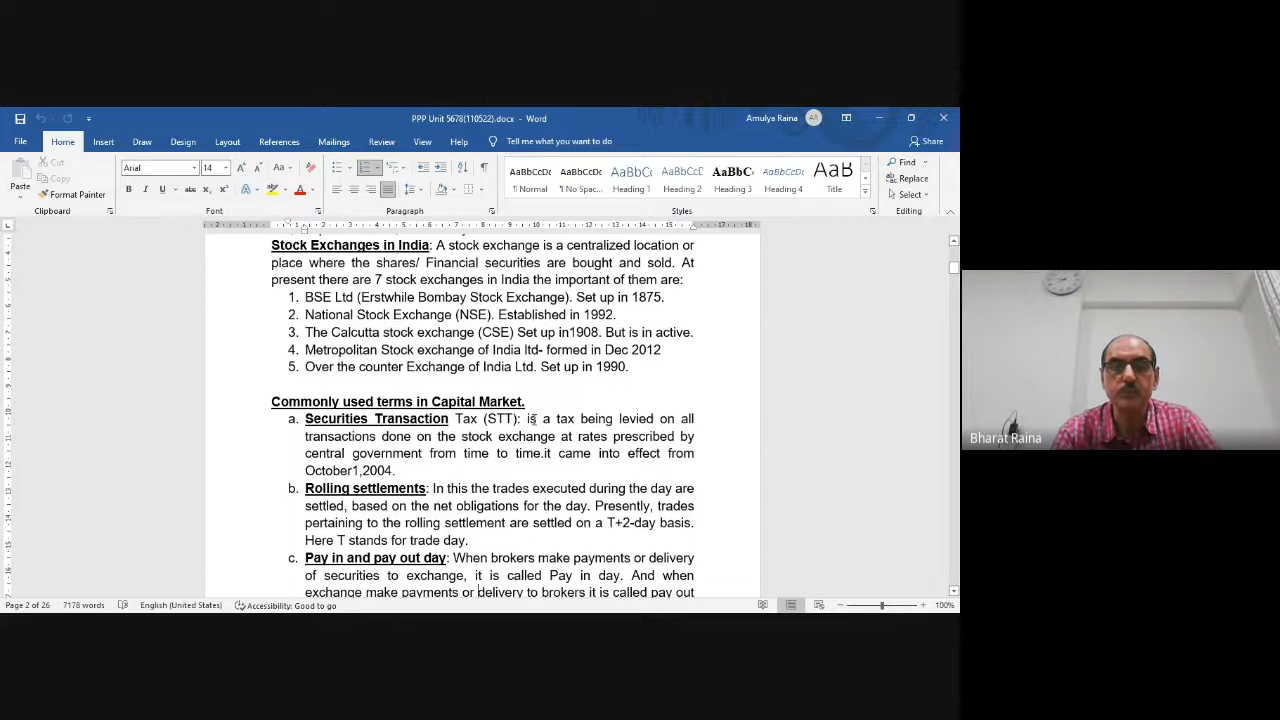 PPP Unit 5678(110522).docx - Word
Amulya Raina
AR
File Home Insert Draw Design Layout References Mailings Review View Help Tell me what you want to do Share
Paste
Cut
Copy
Format Painter
Arial 14
AaBbCcDc AaBbCcDc AaBbCcDc AaBbCcD AaBbC AaBbCcDc AaB
¶ Normal ¶ No Spac... Heading 1 Heading 2 Heading 3 Heading 4 Title
Find
Replace
Select
Clipboard Font Paragraph Styles Editing
Stock Exchanges in India: A stock exchange is a centralized location or
place where the shares/ Financial securities are bought and sold. At
present there are 7 stock exchanges in India the important of them are:
1. BSE Ltd (Erstwhile Bombay Stock Exchange). Set up in 1875.
2. National Stock Exchange (NSE). Established in 1992.
3. The Calcutta stock exchange (CSE) Set up in1908. But is in active.
4. Metropolitan Stock exchange of India ltd- formed in Dec 2012
5. Over the counter Exchange of India Ltd. Set up in 1990.
Commonly used terms in Capital Market.
a. Securities Transaction Tax (STT): is a tax being levied on all
transactions done on the stock exchange at rates prescribed by
central government from time to time.it came into effect from
October1,2004.
b. Rolling settlements: In this the trades executed during the day are
settled, based on the net obligations for the day. Presently, trades
pertaining to the rolling settlement are settled on a T+2-day basis.
Here T stands for trade day.
c. Pay in and pay out day: When brokers make payments or delivery
of securities to exchange, it is called Pay in day. And when
exchange make payments or delivery to brokers it is called pay out
Page 2 of 26 7178 words English (United States) Accessibility: Good to go 100%
Bharat Raina